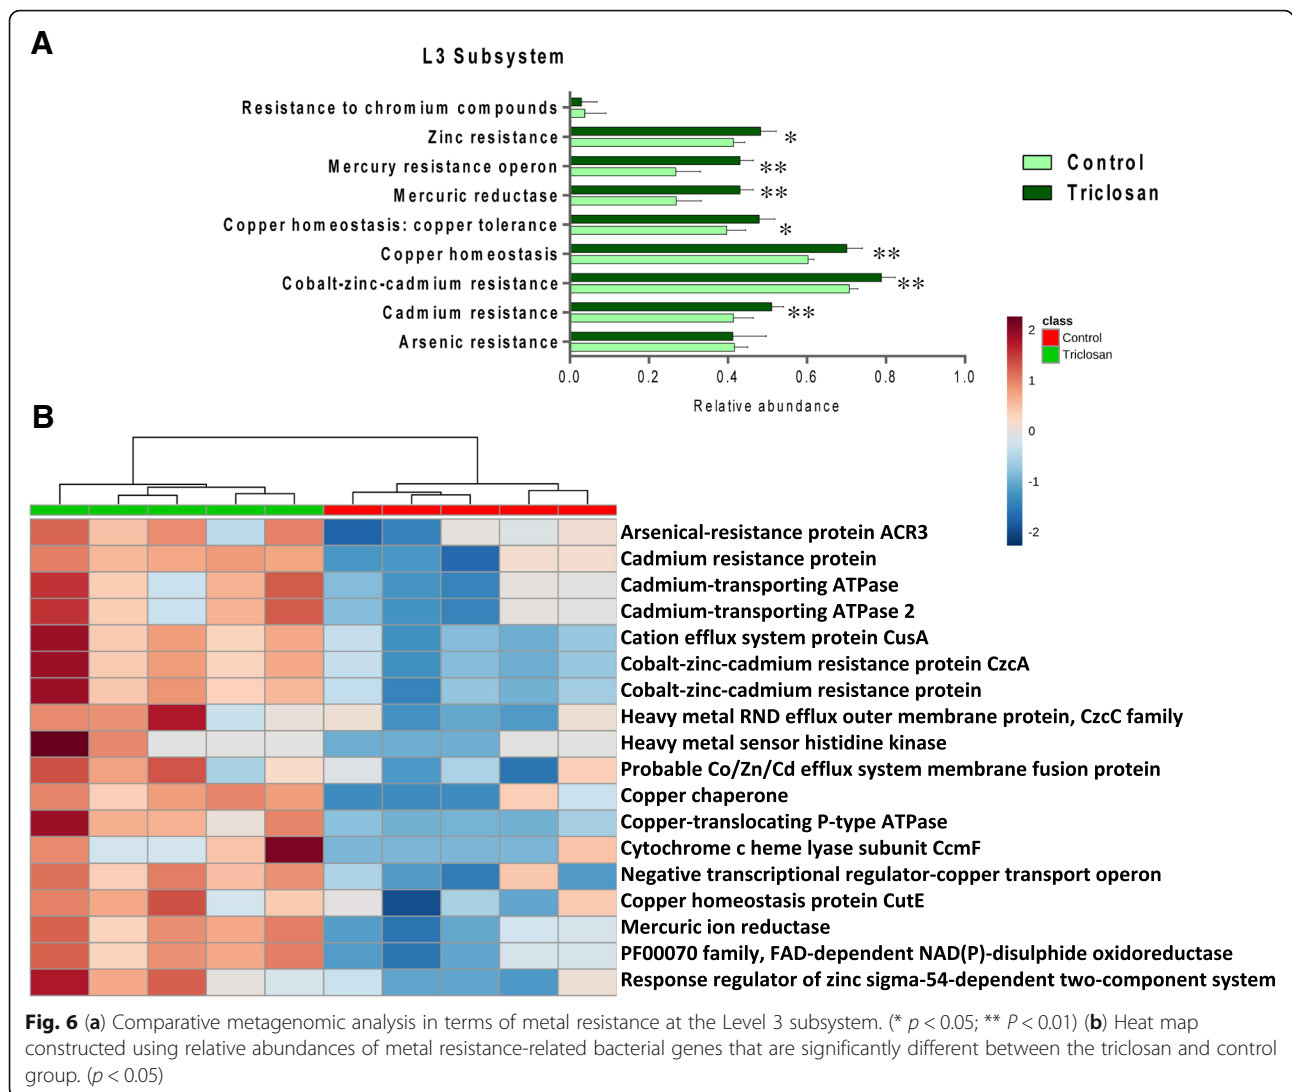 A
L3 Subsystem
Resistance to chromium compounds
Zinc resistance
*
Mercury resistance operon
**
Mercuric reductase
**
Copper homeostasis: copper tolerance
*
Copper homeostasis
**
Cobalt-zinc-cadmium resistance
**
Cadmium resistance
**
Arsenic resistance
0.0 0.2 0.4 0.6 0.8 1.0
Relative abundance
Control
Triclosan
2
1
0
-1
-2
class
Control
Triclosan
B
Arsenical-resistance protein ACR3
Cadmium resistance protein
Cadmium-transporting ATPase
Cadmium-transporting ATPase 2
Cation efflux system protein CusA
Cobalt-zinc-cadmium resistance protein CzcA
Cobalt-zinc-cadmium resistance protein
Heavy metal RND efflux outer membrane protein, CzcC family
Heavy metal sensor histidine kinase
Probable Co/Zn/Cd efflux system membrane fusion protein
Copper chaperone
Copper-translocating P-type ATPase
Cytochrome c heme lyase subunit CcmF
Negative transcriptional regulator-copper transport operon
Copper homeostasis protein CutE
Mercuric ion reductase
PF00070 family, FAD-dependent NAD(P)-disulphide oxidoreductase
Response regulator of zinc sigma-54-dependent two-component system
Fig. 6 (a) Comparative metagenomic analysis in terms of metal resistance at the Level 3 subsystem. (* p < 0.05; ** P < 0.01) (b) Heat map
constructed using relative abundances of metal resistance-related bacterial genes that are significantly different between the triclosan and control
group. (p < 0.05)